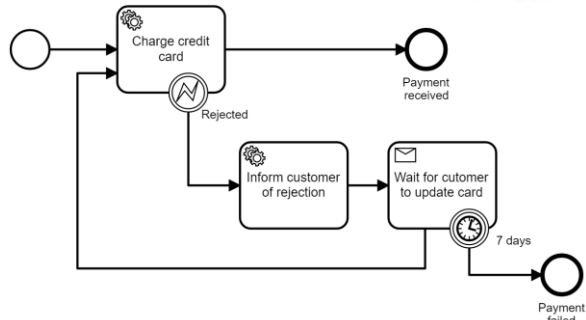 Charge credit
card
Payment
received
Rejected
Inform customer
of rejection
Wait for cutomer
to update card
7 days
Payment
failed